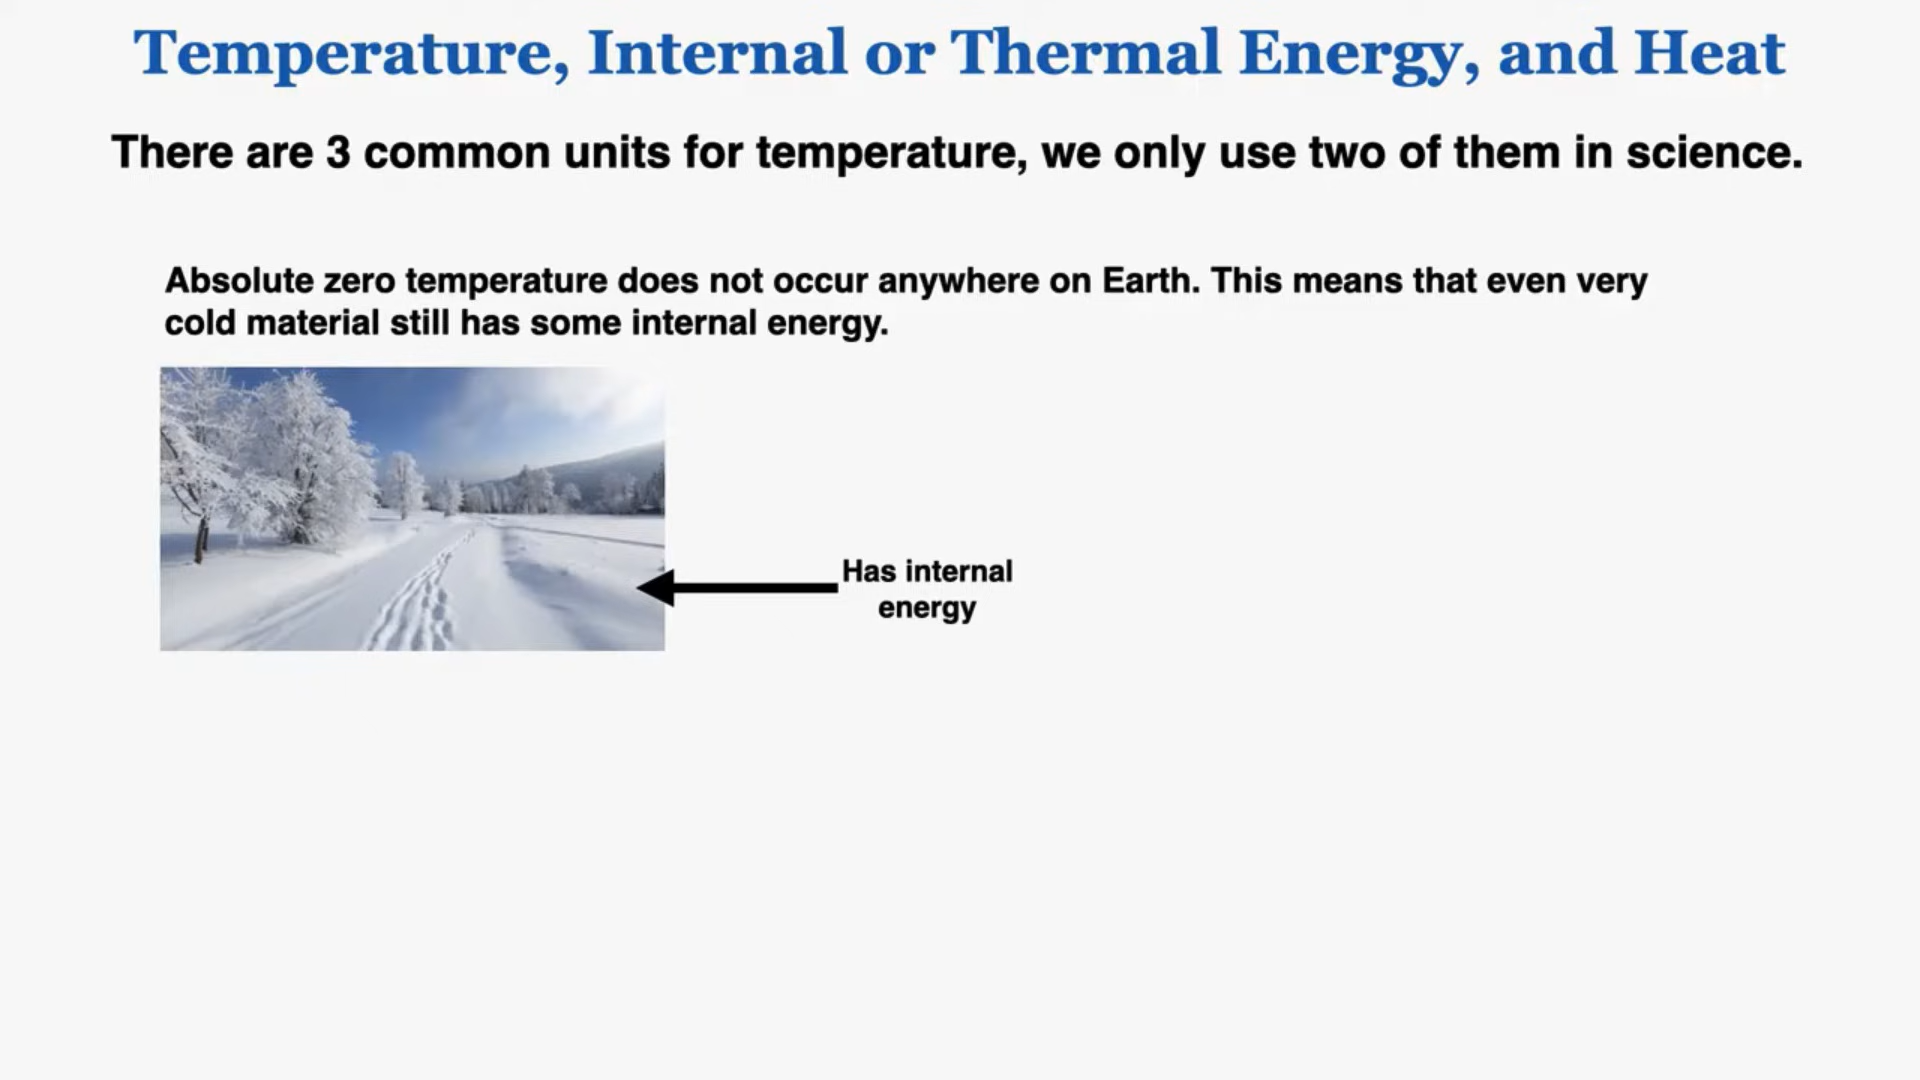 Temperature, Internal or Thermal Energy, and Heat
There are 3 common units for temperature, we only use two of them in science.
Absolute zero temperature does not occur anywhere on Earth. This means that even very
cold material still has some internal energy.
Has internal
energy